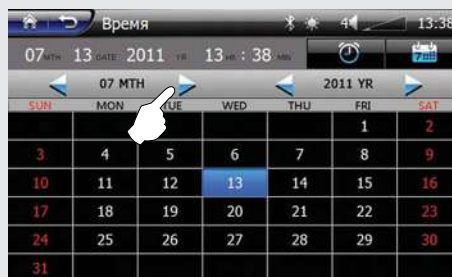 Время 4 13:38
07 MTH 13 DATE 2011 YR 13 HR : 38 MIN
07 MTH 2011 YR
SUN MON TUE WED THU FRI SAT
1 2
3 4 5 6 7 8 9
10 11 12 13 14 15 16
17 18 19 20 21 22 23
24 25 26 27 28 29 30
31